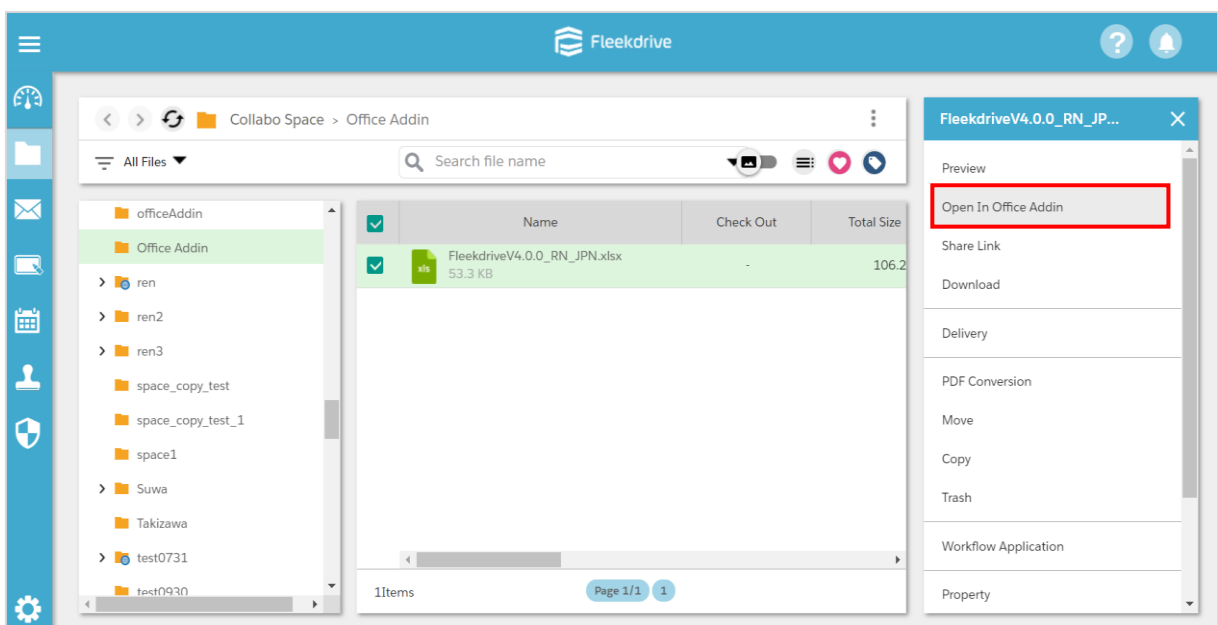 Fleekdrive
?
Collabo Space > Office Addin
All Files
Search file name
officeAddin
Office Addin
ren
ren2
ren3
space_copy_test
space_copy_test_1
space1
Suwa
Takizawa
test0731
test0930
Name Check Out Total Size
xls
FleekdriveV4.0.0_RN_JPN.xlsx - 106.2
53.3 KB
1Items Page 1/1 1
FleekdriveV4.0.0_RN_JP...
Preview
Open In Office Addin
Share Link
Download
Delivery
PDF Conversion
Move
Copy
Trash
Workflow Application
Property